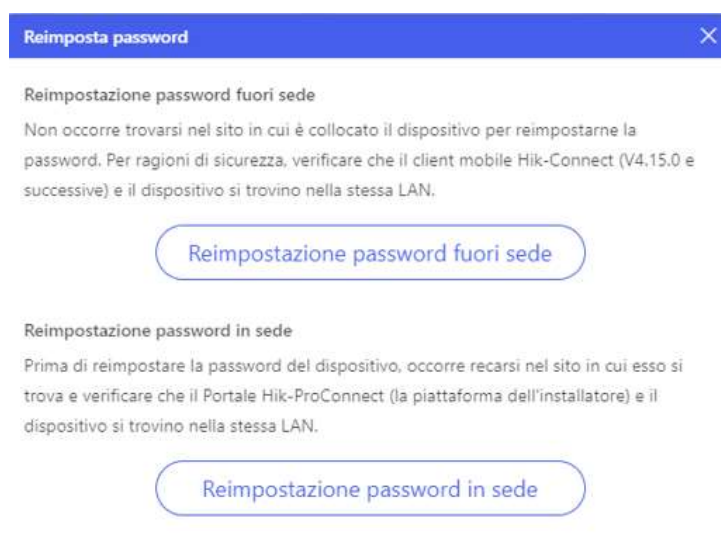 Reimposta password
Reimpostazione password fuori sede
Non occorre trovarsi nel sito in cui è collocato il dispositivo per reimpostarne la
password. Per ragioni di sicurezza, verificare che il client mobile Hik-Connect (V4.15.0 e
successive) e il dispositivo si trovino nella stessa LAN.
Reimpostazione password fuori sede
Reimpostazione password in sede
Prima di reimpostare la password del dispositivo, occorre recarsi nel sito in cui esso si
trova e verificare che il Portale Hik-ProConnect (la piattaforma dell'installatore) e il
dispositivo si trovino nella stessa LAN.
Reimpostazione password in sede